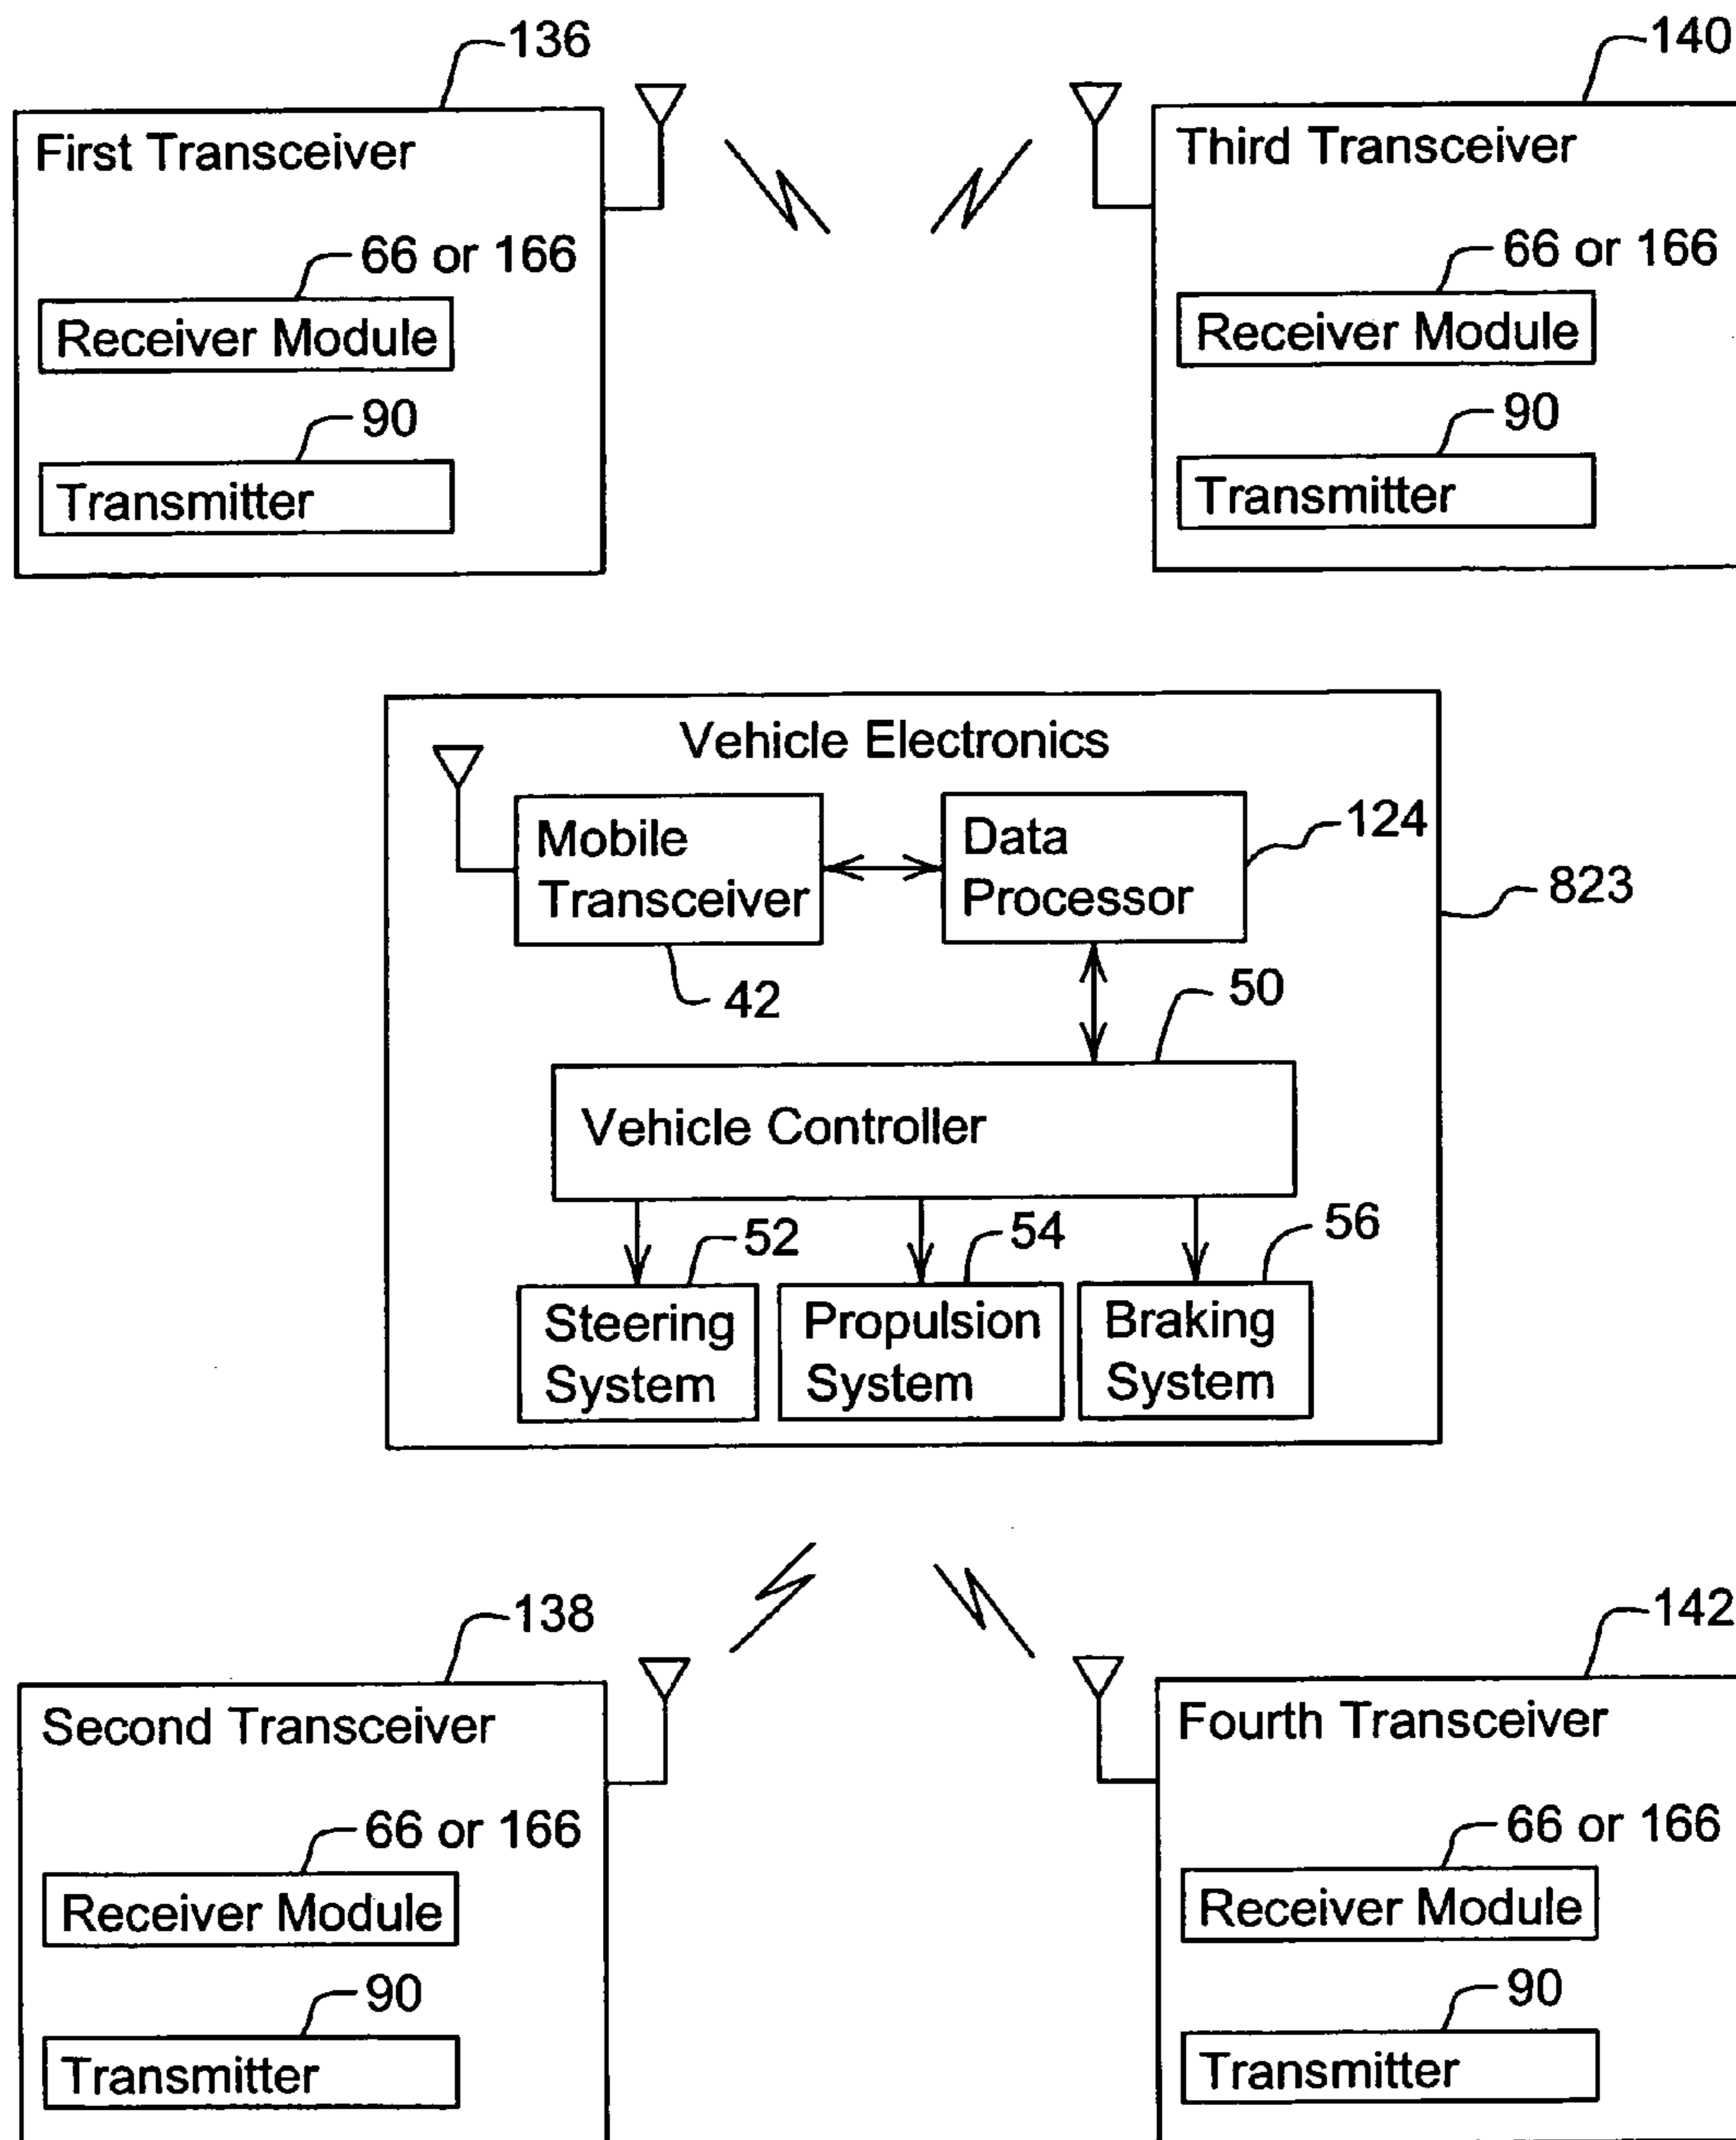 136
First Transceiver
66 or 166
Receiver Module
90
Transmitter
140
Third Transceiver
66 or 166
Receiver Module
90
Transmitter
Vehicle Electronics
Mobile
Transceiver
42
Data
Processor
124
823
50
Vehicle Controller
52
Steering
System
54
Propulsion
System
56
Braking
System
138
Second Transceiver
66 or 166
Receiver Module
90
Transmitter
142
Fourth Transceiver
66 or 166
Receiver Module
90
Transmitter